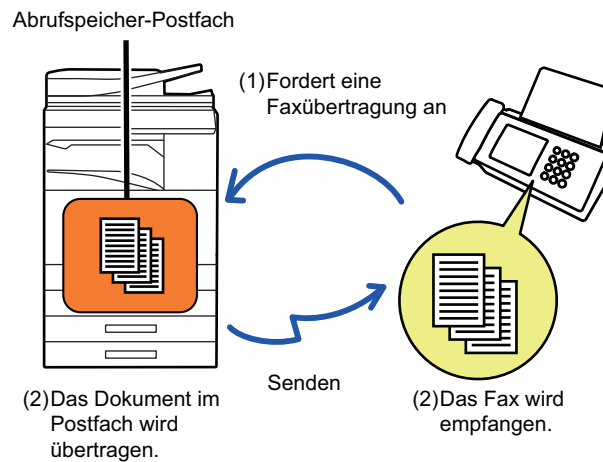 Abrufspeicher-Postfach
(1)Fordert eine
Faxübertragung an
Senden
(2)Das Dokument im
Postfach wird
übertragen.
(2)Das Fax wird
empfangen.